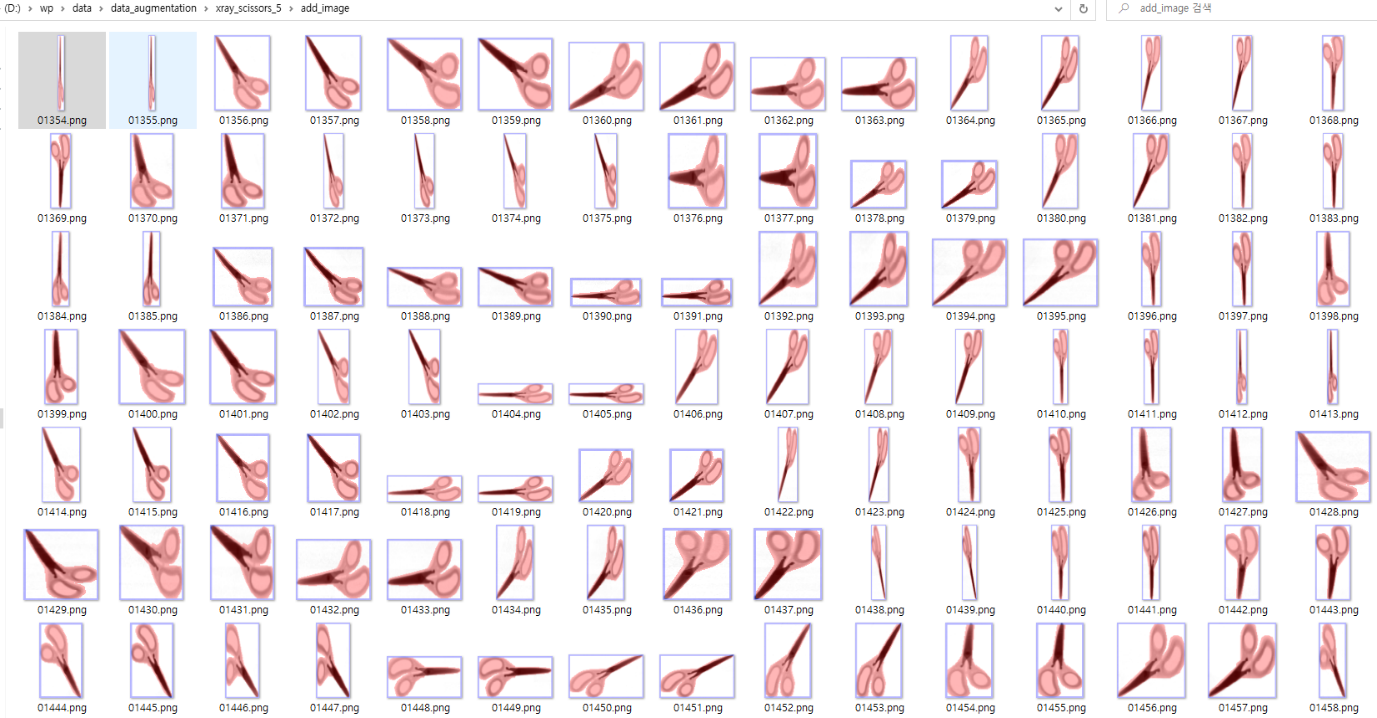 (D:) > wp > data > data_augmentation > xray_scissors_5 > add_image
add_image 검색
01354.png 01355.png 01356.png 01357.png 01358.png 01359.png 01360.png 01361.png 01362.png 01363.png 01364.png 01365.png 01366.png 01367.png 01368.png
01369.png 01370.png 01371.png 01372.png 01373.png 01374.png 01375.png 01376.png 01377.png 01378.png 01379.png 01380.png 01381.png 01382.png 01383.png
01384.png 01385.png 01386.png 01387.png 01388.png 01389.png 01390.png 01391.png 01392.png 01393.png 01394.png 01395.png 01396.png 01397.png 01398.png
01399.png 01400.png 01401.png 01402.png 01403.png 01404.png 01405.png 01406.png 01407.png 01408.png 01409.png 01410.png 01411.png 01412.png 01413.png
01414.png 01415.png 01416.png 01417.png 01418.png 01419.png 01420.png 01421.png 01422.png 01423.png 01424.png 01425.png 01426.png 01427.png 01428.png
01429.png 01430.png 01431.png 01432.png 01433.png 01434.png 01435.png 01436.png 01437.png 01438.png 01439.png 01440.png 01441.png 01442.png 01443.png
01444.png 01445.png 01446.png 01447.png 01448.png 01449.png 01450.png 01451.png 01452.png 01453.png 01454.png 01455.png 01456.png 01457.png 01458.png